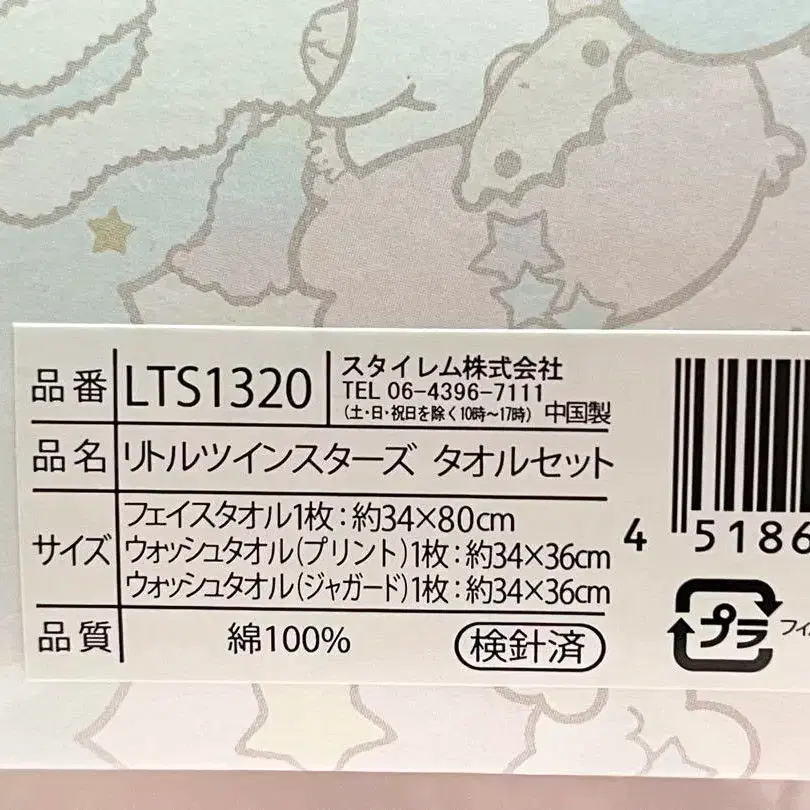 品番 LTS1320 スタイレム株式会社
TEL 06-4396-7111
(土・日・祝日を除く10時～17時) 中国製
品名 リトルツインスターズ タオルセット
サイズ
フェイスタオル1枚:約34×80cm
ウォッシュタオル(プリント)1枚:約34×36cm
ウォッシュタオル(ジャガード)1枚:約34×36cm
品質 綿100% 検針済
4 5186
プラ